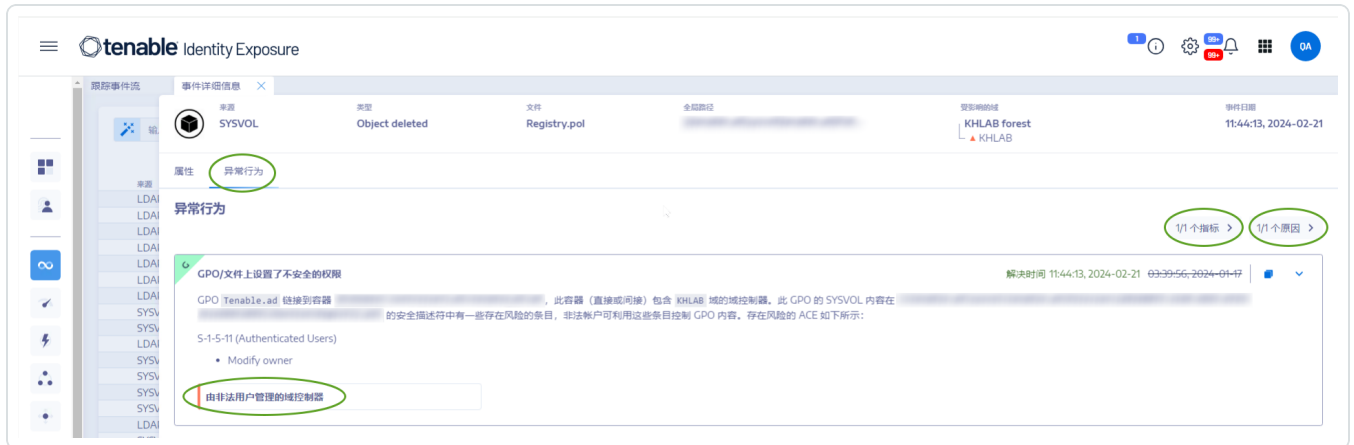 tenable Identity Exposure
1
99+
99+
QA
跟踪事件流
事件详细信息
来源
类型
文件
全局路径
受影响的域
事件日期
SYSVOL
Object deleted
Registry.pol
KHLAB forest
11:44:13, 2024-02-21
KHLAB
属性
异常行为
来源
LDAP
LDAP
LDAP
LDAP
LDAP
LDAP
LDAP
SYSV
SYSV
LDAP
SYSV
SYSV
SYSV
SYSV
LDAP
异常行为
1/1 个指标
1/1 个原因
GPO/文件上设置了不安全的权限
解决时间 11:44:13, 2024-02-21 03:39:56, 2024-01-17
GPO Tenable.ad 链接到容器 ，此容器（直接或间接）包含 KHLAB 域的域控制器。此 GPO 的 SYSVOL 内容在
的安全描述符中有一些存在风险的条目，非法帐户可利用这些条目控制 GPO 内容。存在风险的 ACE 如下所示：
S-1-5-11 (Authenticated Users)
• Modify owner
由非法用户管理的域控制器